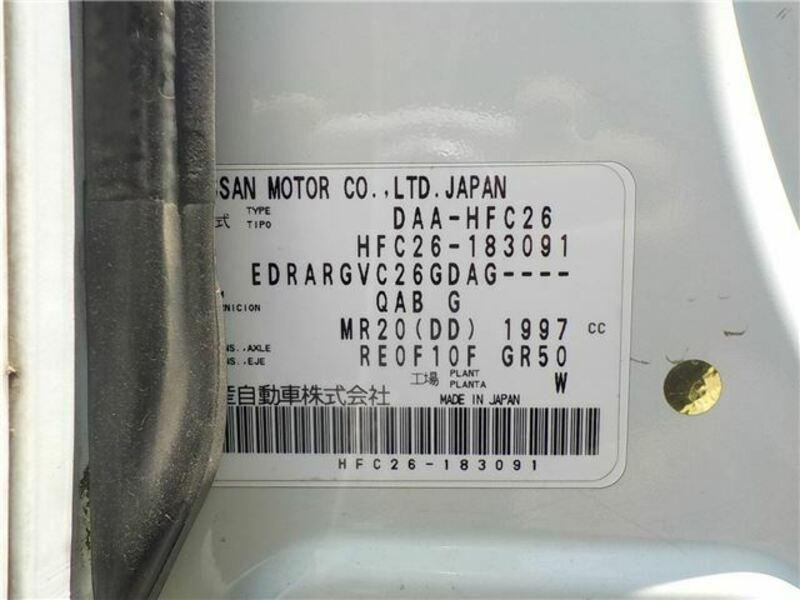 SSAN MOTOR CO.,LTD.JAPAN
式 TYPE TIPO DAA-HFC26
HFC26-183091
EDRARGVC26GDAG----
RNICION QAB G
MR20(DD) 1997 CC
NS.,AXLE NS.,EJE RE0F10F GR50
工場 PLANT PLANTA W
産自動車株式会社 MADE IN JAPAN
HFC26-183091